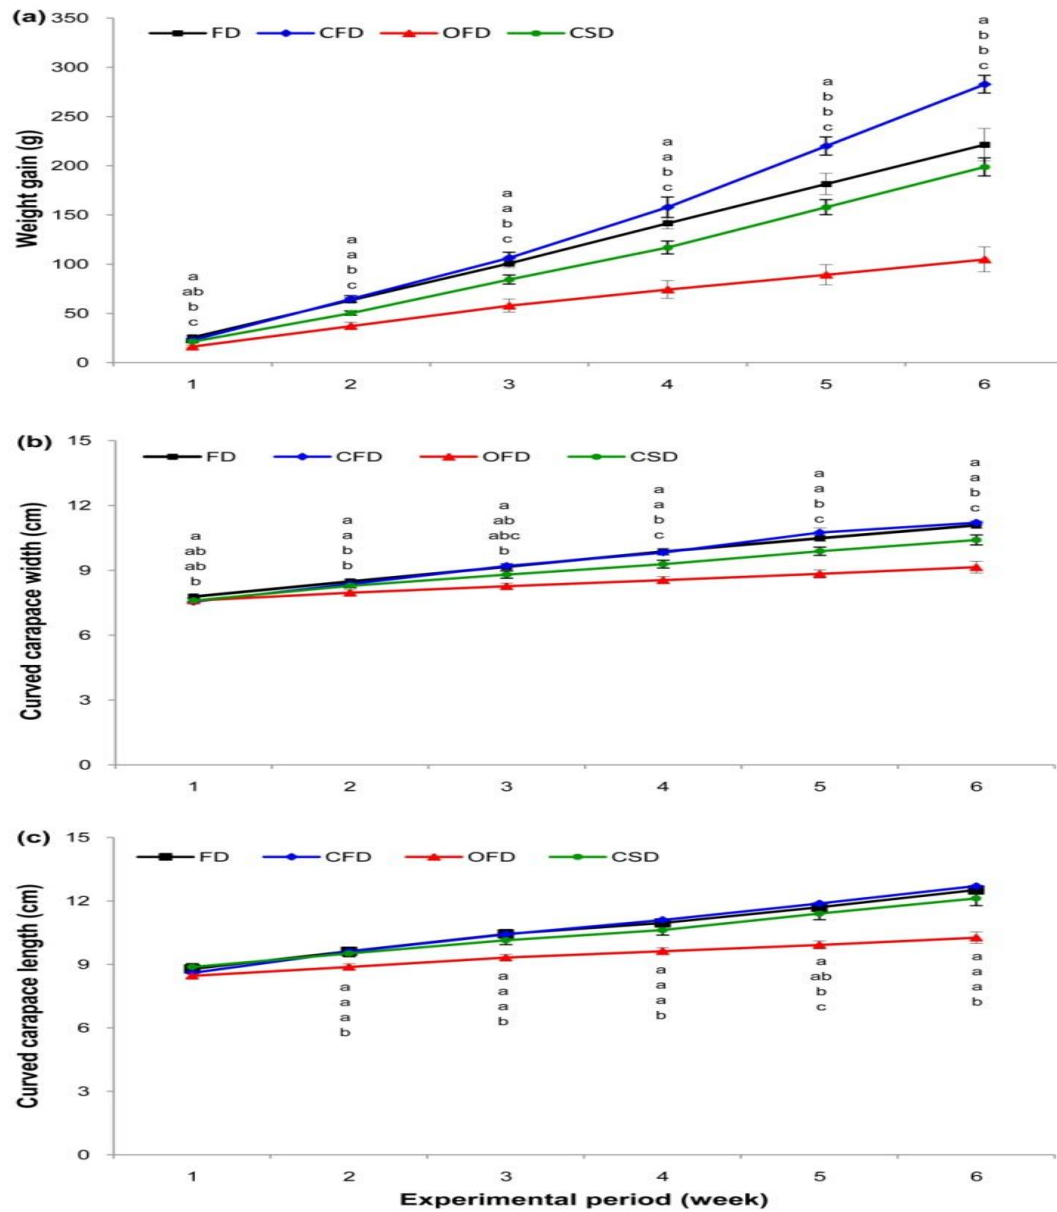 (a)
FD CFD OFD CSD
Weight gain (g)
350
300
250
200
150
100
50
0
a
ab
b
c
a
a
b
c
a
a
b
c
a
a
b
c
a
b
b
c
a
b
b
c
1 2 3 4 5 6
(b)
FD CFD OFD CSD
Curved carapace width (cm)
15
12
9
6
3
0
a
ab
ab
b
a
a
b
b
a
ab
abc
b
a
a
b
c
a
a
b
c
a
a
b
c
1 2 3 4 5 6
(c)
FD CFD OFD CSD
Curved carapace length (cm)
15
12
9
6
3
0
a
a
a
b
a
a
a
b
a
a
a
b
a
ab
b
c
a
a
a
b
1 2 3 4 5 6
Experimental period (week)